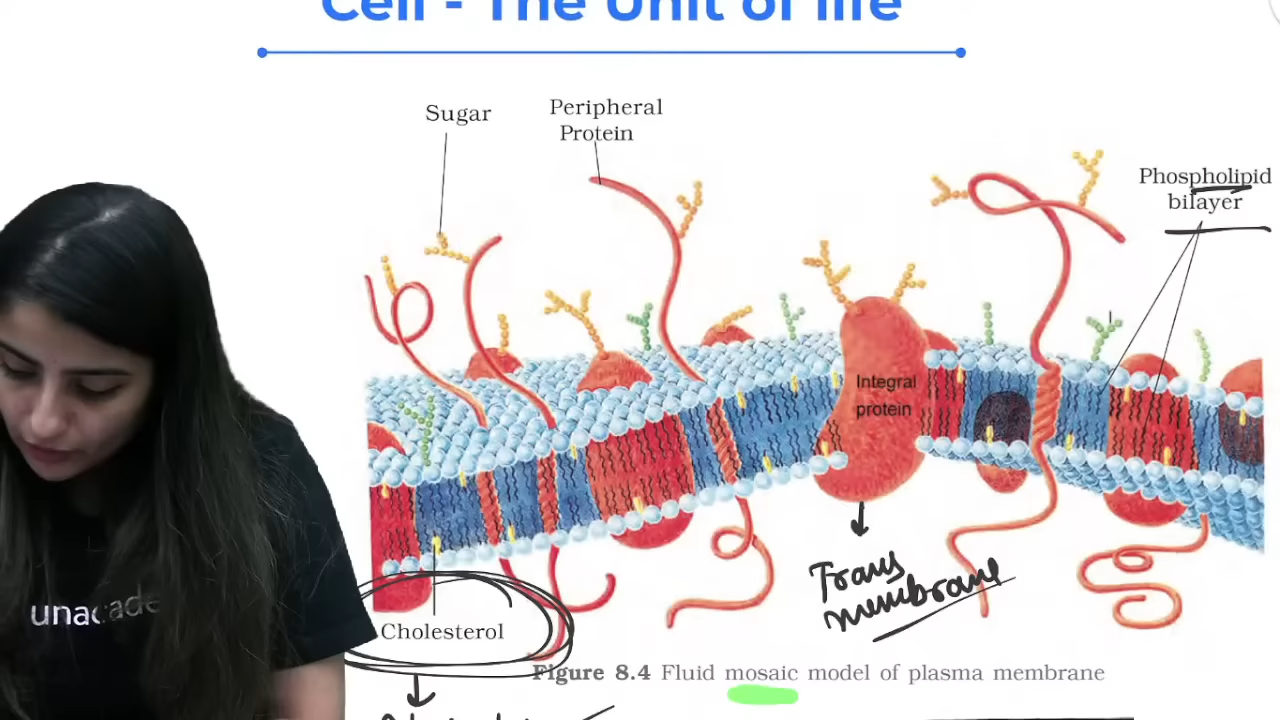 Cell - The Unit of life
Sugar
Peripheral
Protein
Phospholipid
bilayer
Integral
protein
Trans
membrane
unacade
Cholesterol
Figure 8.4 Fluid mosaic model of plasma membrane